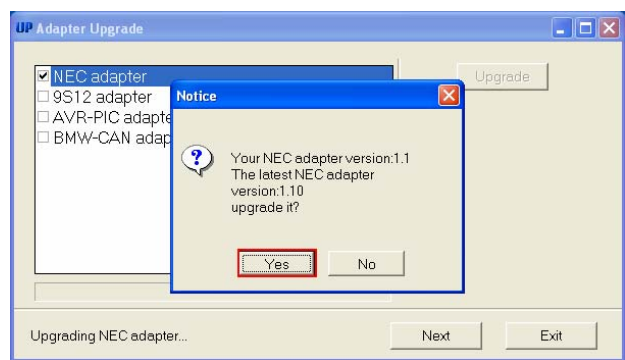 UP Adapter Upgrade
NEC adapter
9S12 adapter
AVR-PIC adapte
BMW-CAN adap
Upgrade
Notice
Your NEC adapter version:1.1
The latest NEC adapter
version:1.10
upgrade it?
Yes
No
Upgrading NEC adapter...
Next
Exit